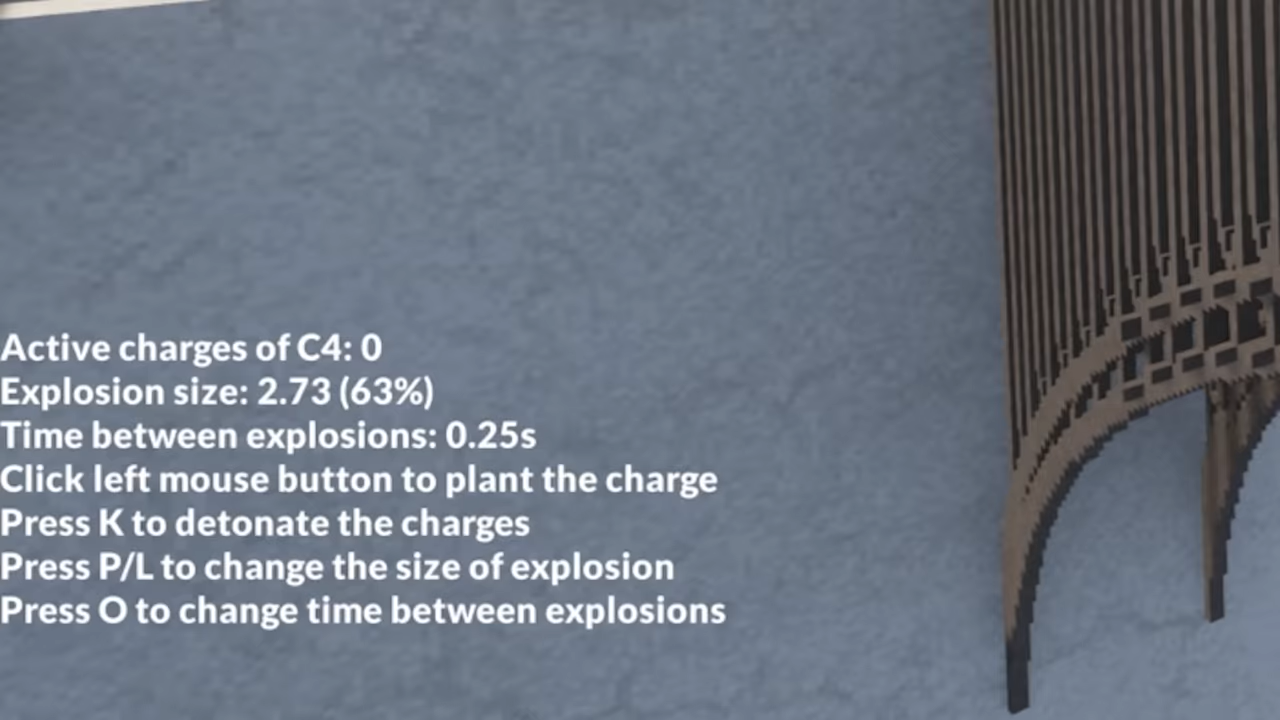 Active charges of C4: 0
Explosion size: 2.73 (63%)
Time between explosions: 0.25s
Click left mouse button to plant the charge
Press K to detonate the charges
Press P/L to change the size of explosion
Press O to change time between explosions